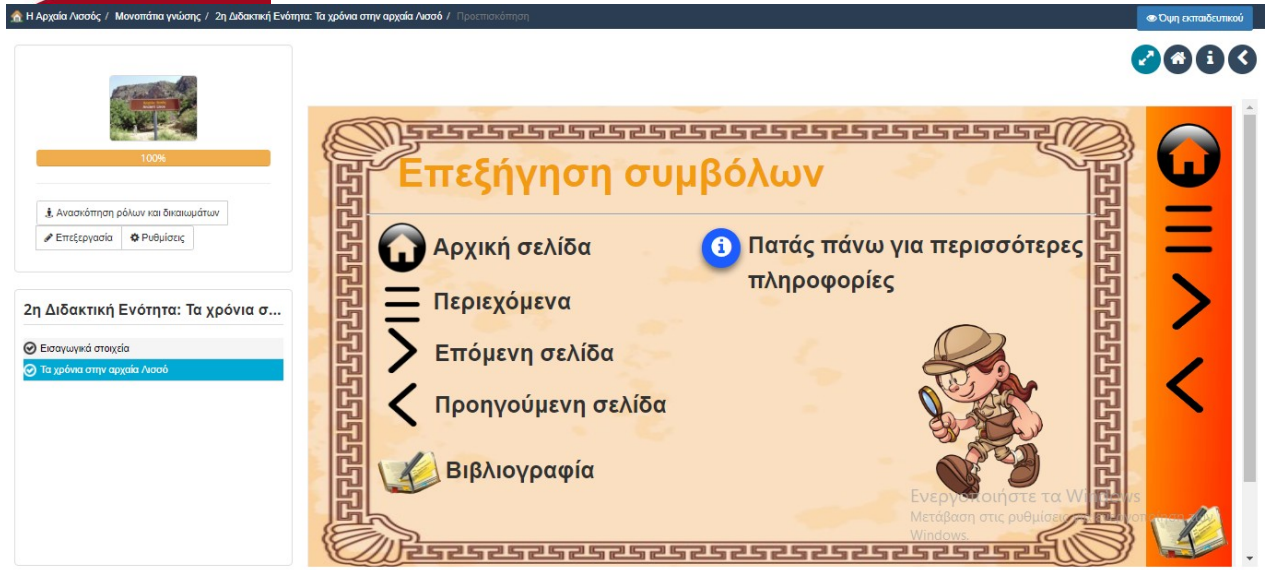 Η Αρχαία Λισσός / Μονοπάτια γνώσης / 2η Διδακτική Ενότητα: Τα χρόνια στην αρχαία Λισσό / Προεπισκόπηση
Όψη εκπαιδευτικού
100%
Ανασκόπηση ρόλων και δικαιωμάτων
Επεξεργασία
Ρυθμίσεις
2η Διδακτική Ενότητα: Τα χρόνια σ...
Εισαγωγικά στοιχεία
Τα χρόνια στην αρχαία Λισσό
Επεξήγηση συμβόλων
Αρχική σελίδα
Περιεχόμενα
Επόμενη σελίδα
Προηγούμενη σελίδα
Βιβλιογραφία
Πατάς πάνω για περισσότερες
πληροφορίες
Ενεργοποιήστε τα Windows
Μετάβαση στις ρυθμίσεις
Windows.